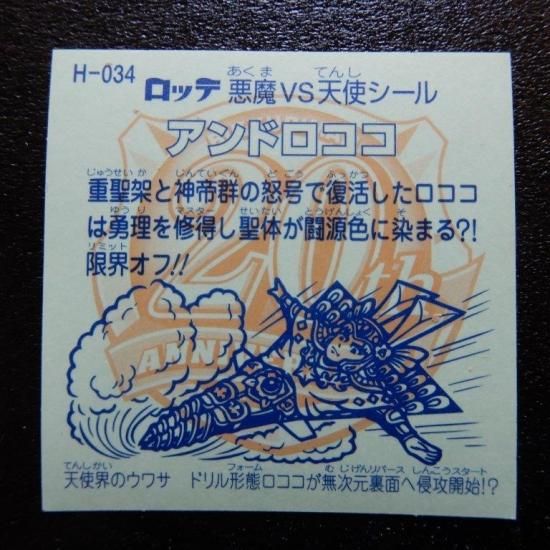 H-034 ロッテ 悪魔VS天使シール
あくま てんし
アンドロココ
じゅうせいか じんていぐん どごう ふっかつ
重聖架と神帝群の怒号で復活したロココ
ゆうり マスター せいたい とうげんしょく そ
は勇理を修得し聖体が闘源色に染まる?!
リミット
限界オフ!!
20th
ANNIVER
てんしかい フォーム むじげんリバース しんこうスタート
天使界のウワサ ドリル形態ロココが無次元裏面へ侵攻開始!?